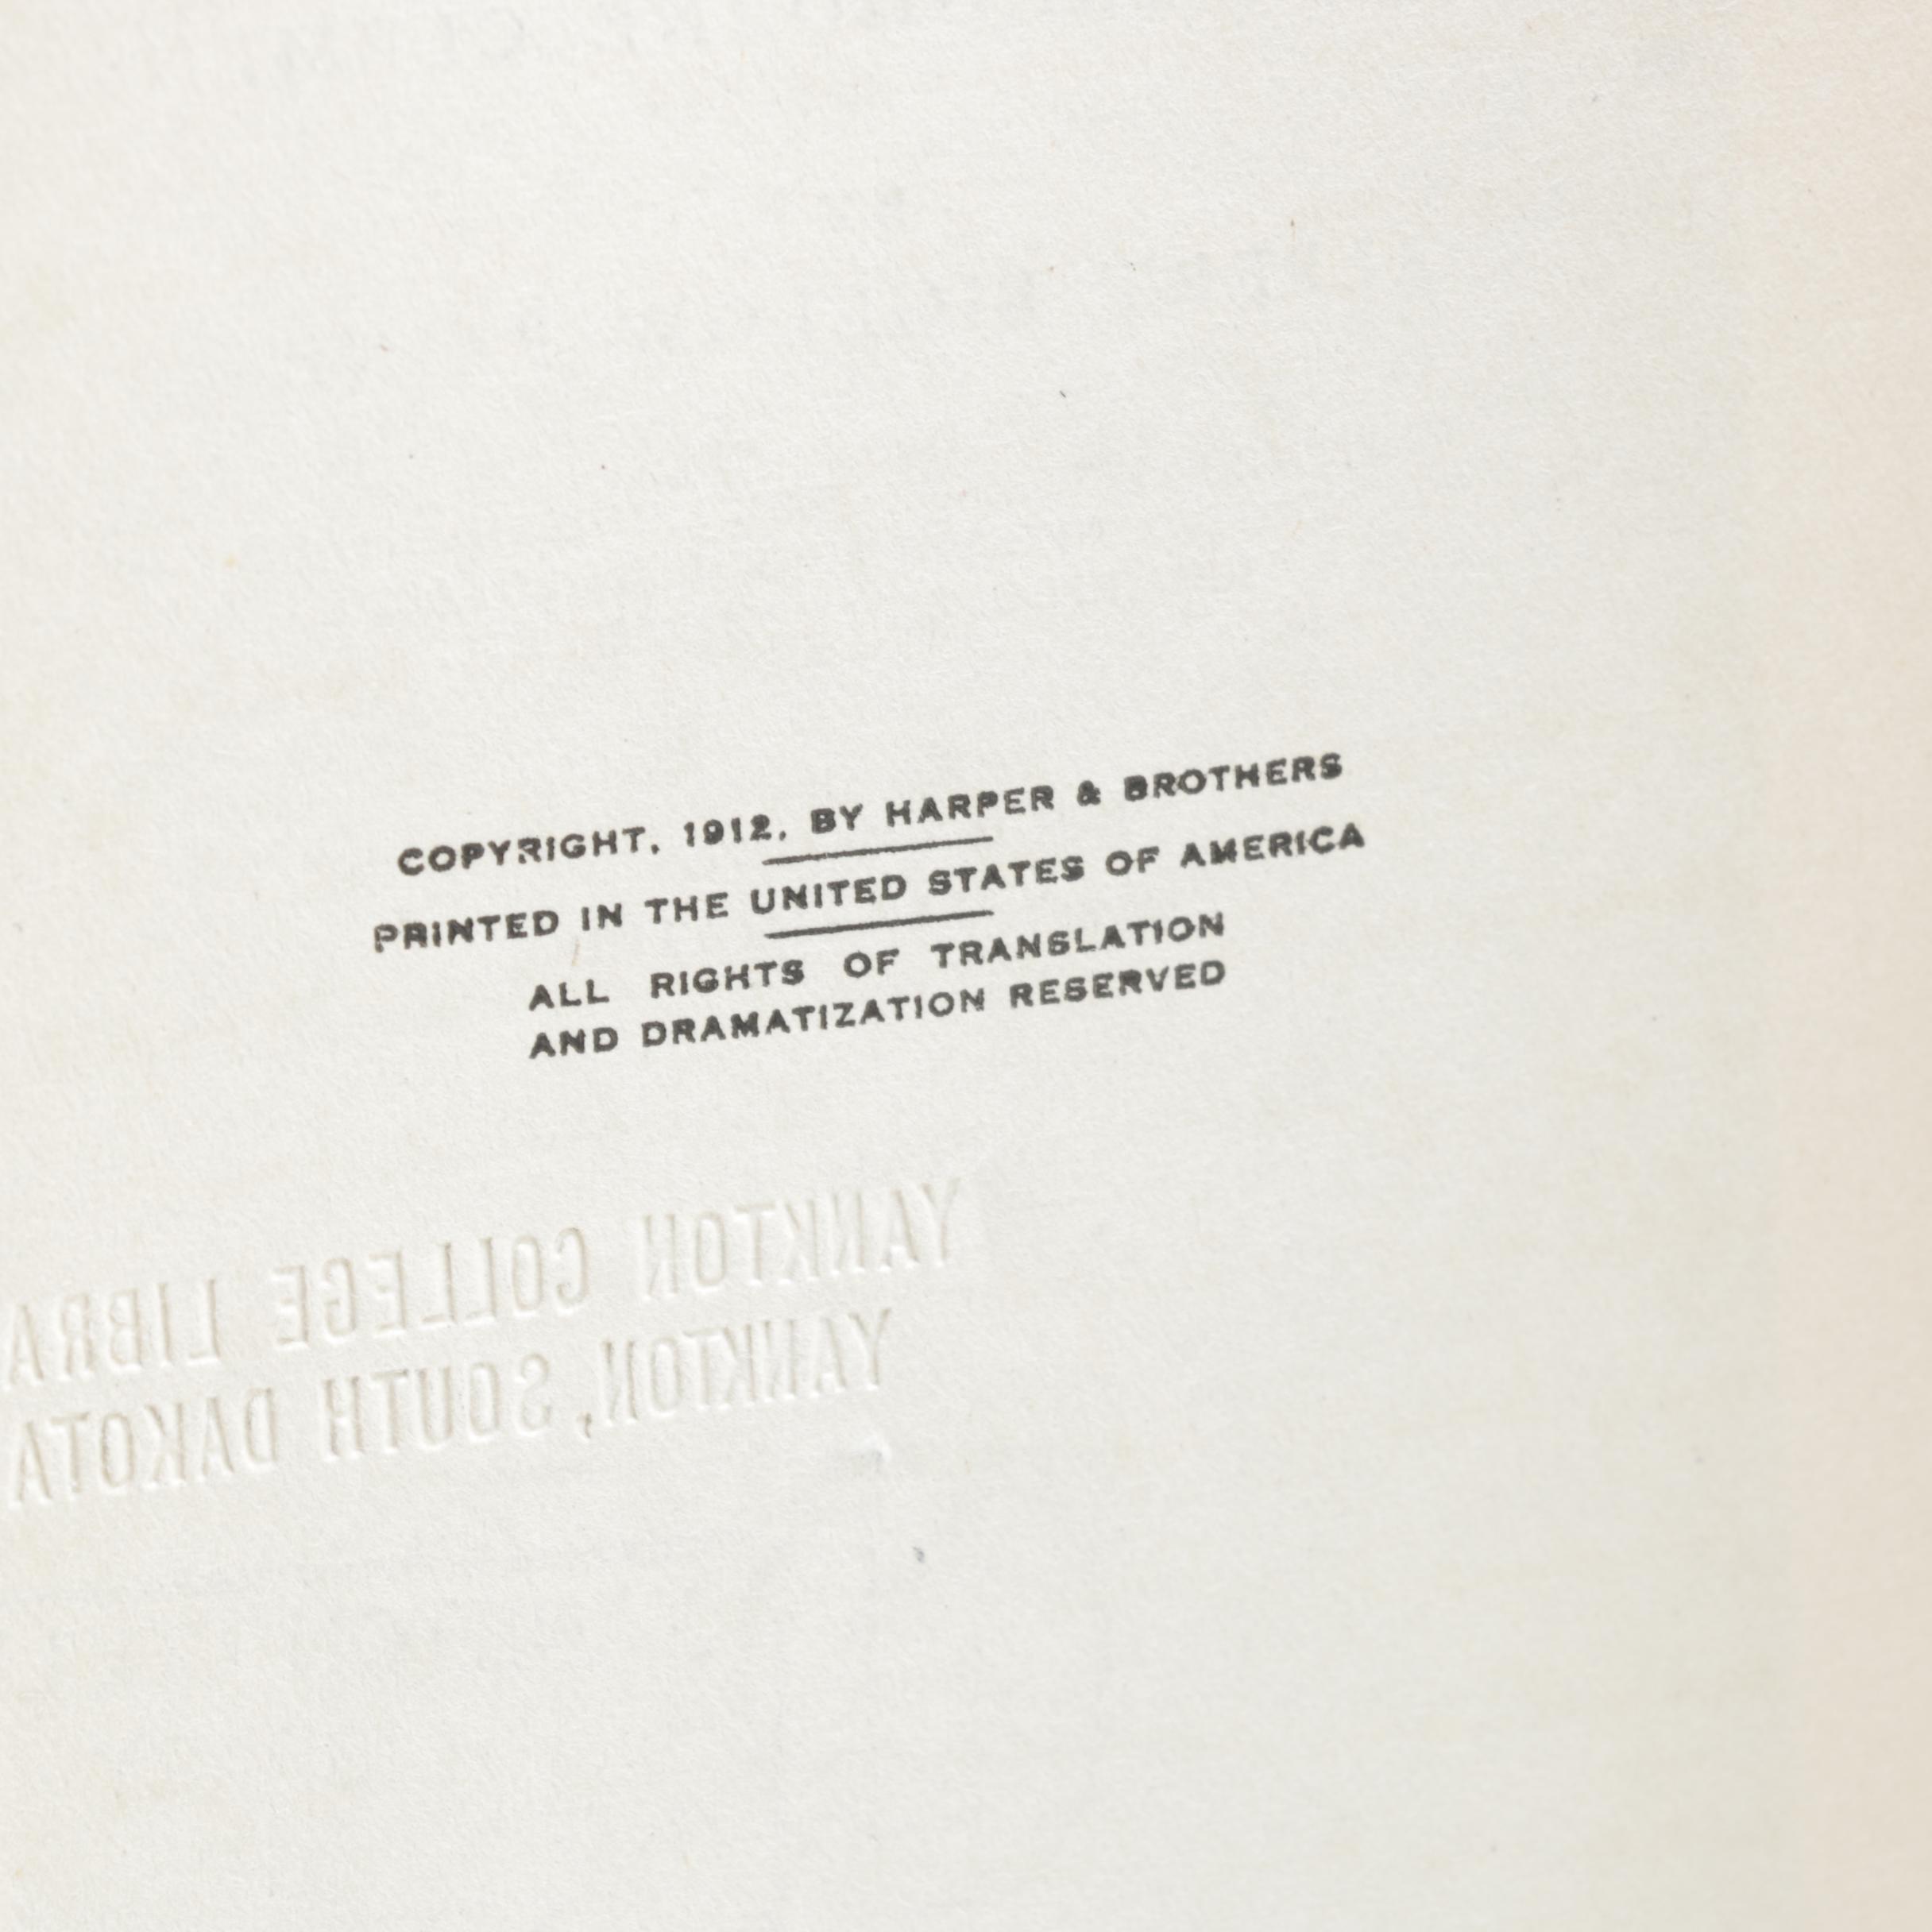 COPYRIGHT, 1912, BY HARPER & BROTHERS
PRINTED IN THE UNITED STATES OF AMERICA
ALL RIGHTS OF TRANSLATION
AND DRAMATIZATION RESERVED
YANKTON COLLEGE LIBRA
YANKTON, SOUTH DAKOTA